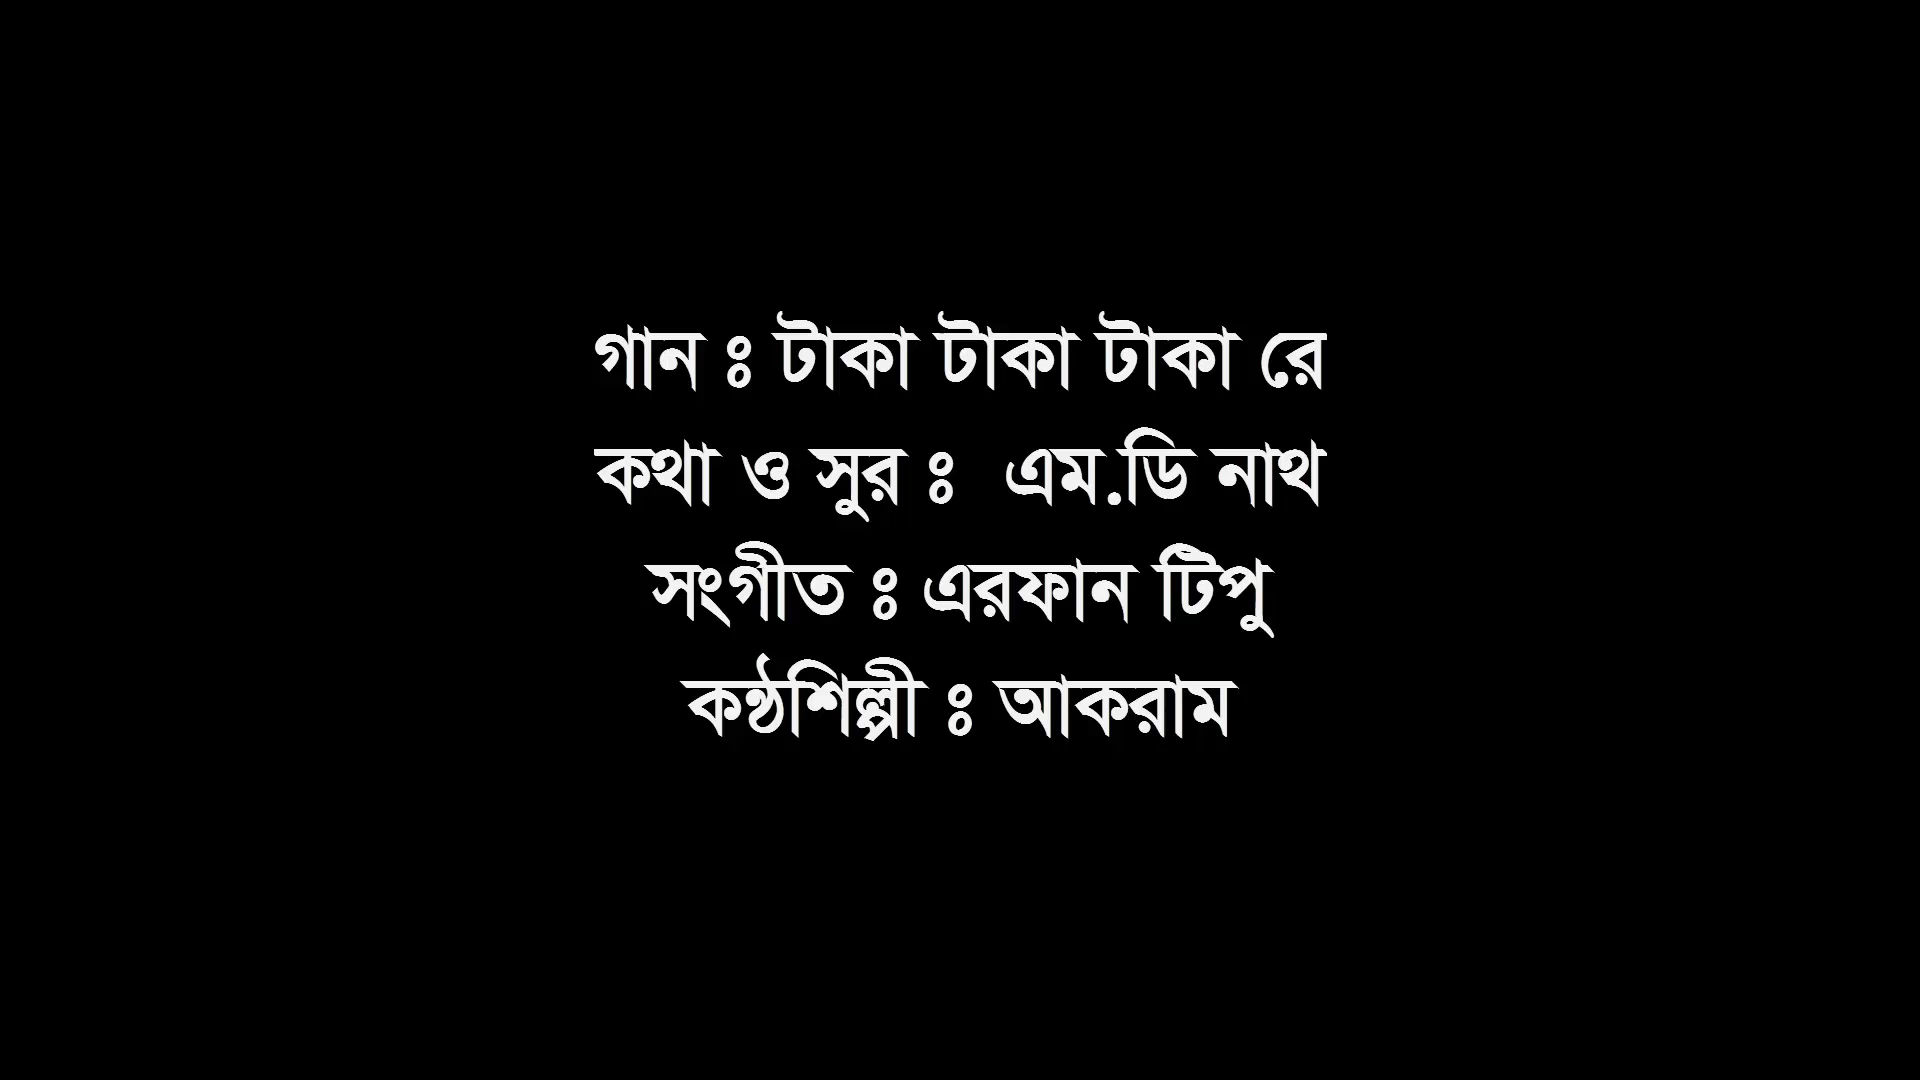 গান ঃ টাকা টাকা টাকা রে
কথা ও সুর ঃ এম.ডি নাথ
সংগীত ঃ এরফান টিপু
কন্ঠশিল্পী ঃ আকরাম